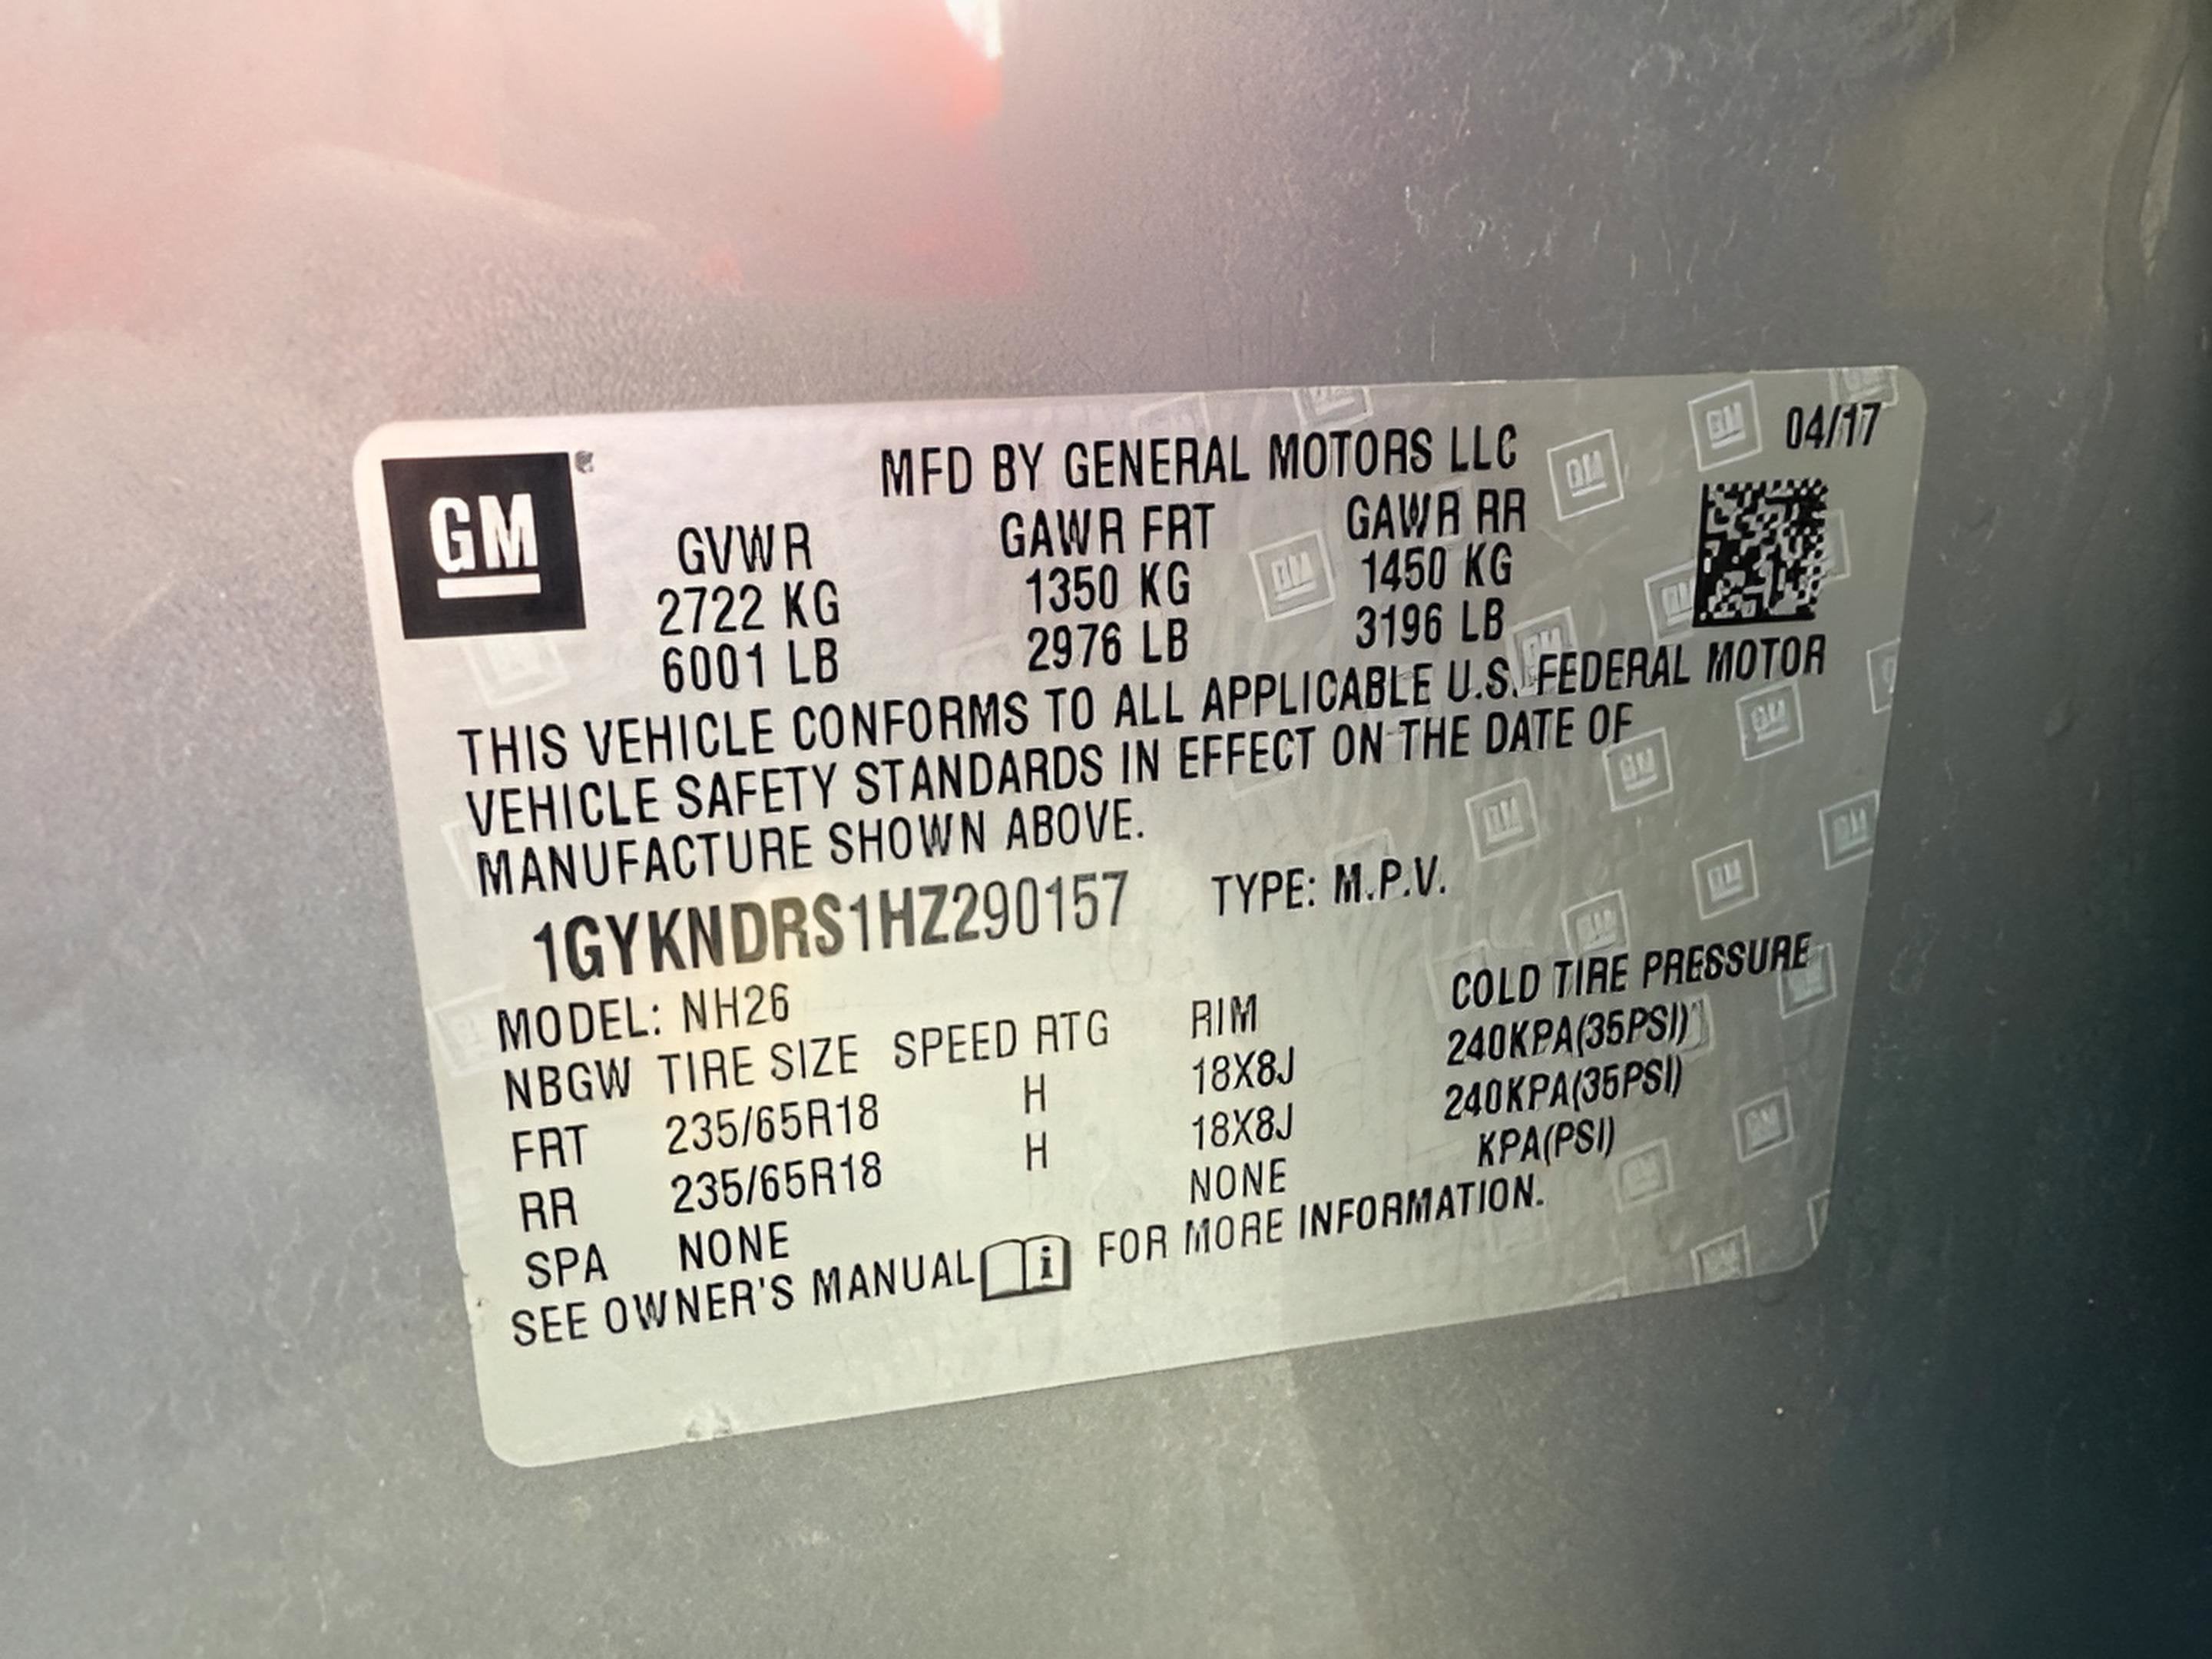 GM
MFD BY GENERAL MOTORS LLC 04/17
GVWR GAWR FRT GAWR RR
2722 KG 1350 KG 1450 KG
6001 LB 2976 LB 3196 LB
THIS VEHICLE CONFORMS TO ALL APPLICABLE U.S. FEDERAL MOTOR
VEHICLE SAFETY STANDARDS IN EFFECT ON THE DATE OF
MANUFACTURE SHOWN ABOVE.
1GYKNDRS1HZ290157 TYPE: M.P.V.
MODEL: NH26
NBGW TIRE SIZE SPEED RTG RIM COLD TIRE PRESSURE
FRT 235/65R18 H 18X8J 240KPA(35PSI)
RR 235/65R18 H 18X8J 240KPA(35PSI)
SPA NONE NONE KPA(PSI)
SEE OWNER'S MANUAL i FOR MORE INFORMATION.